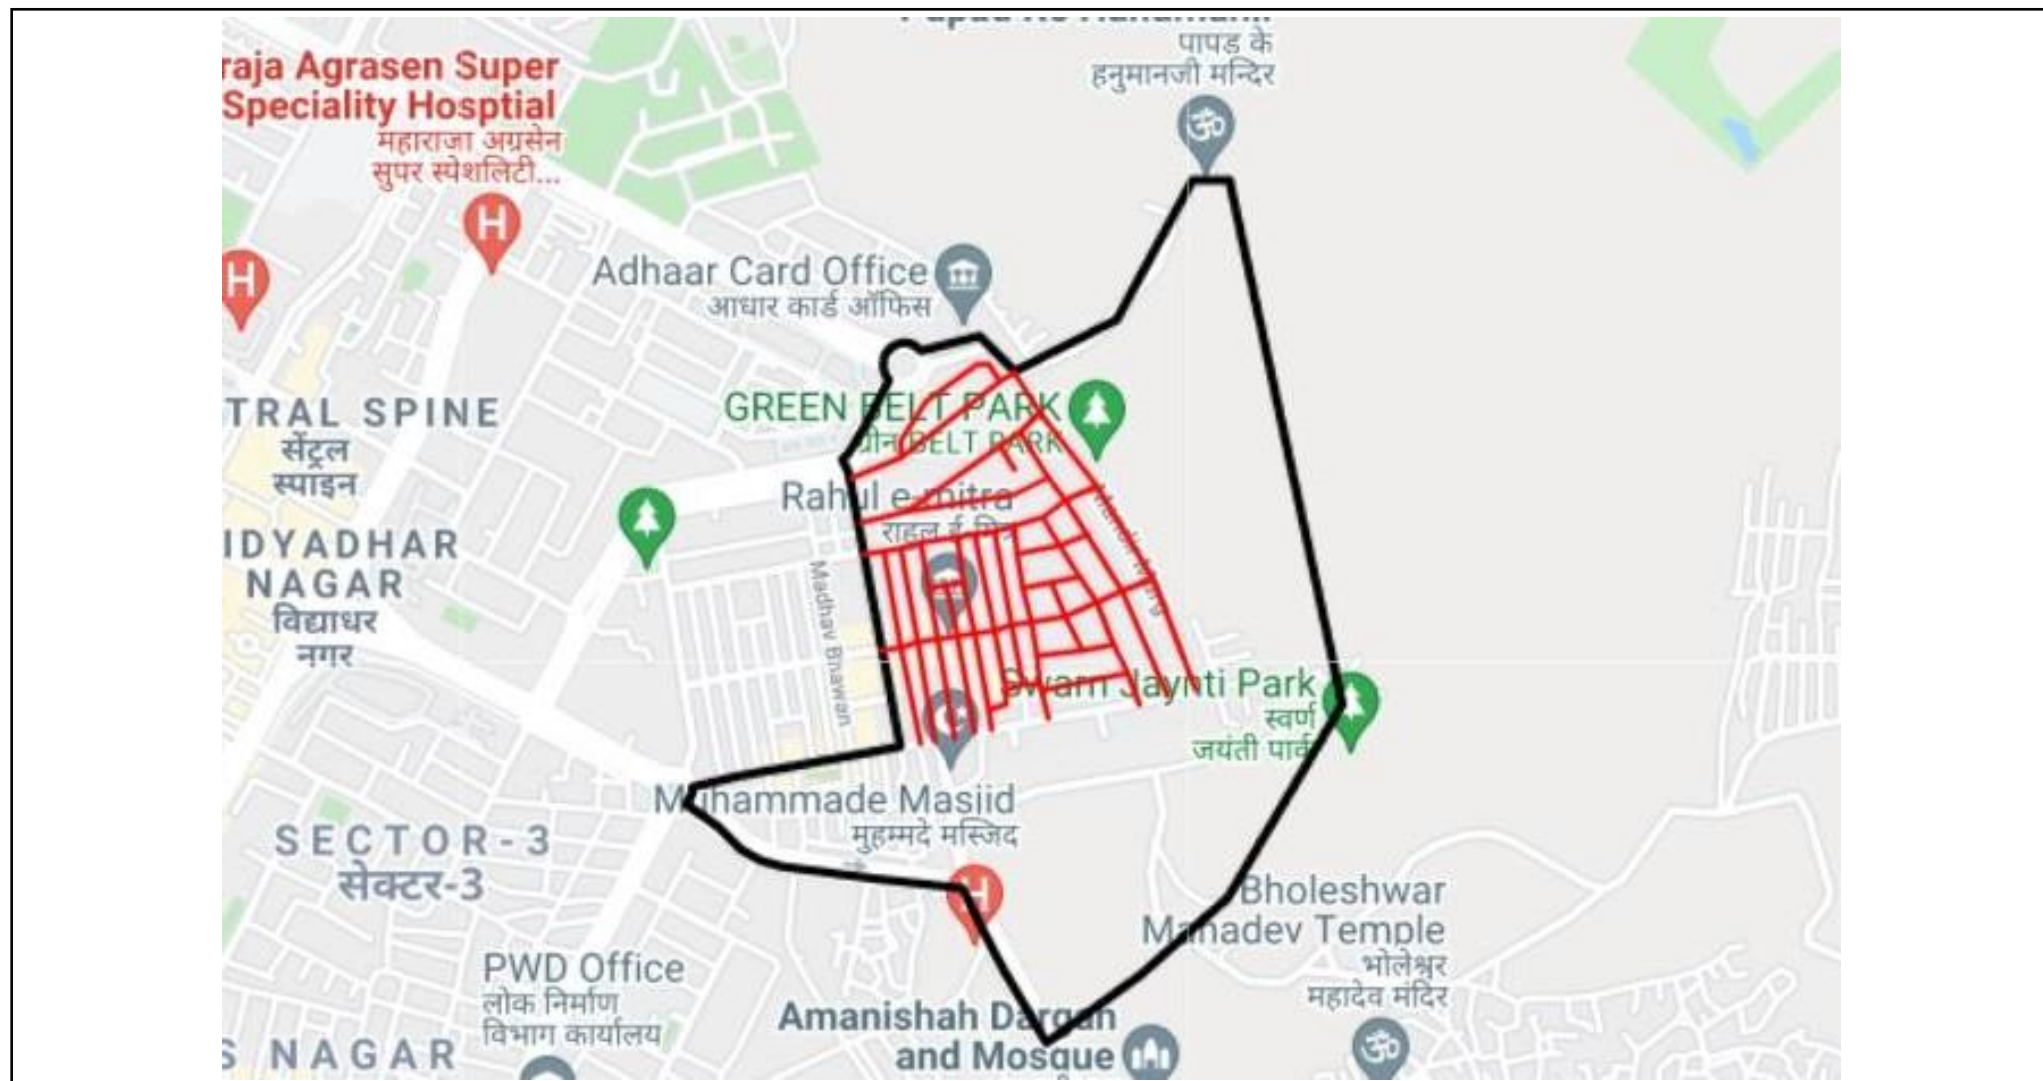 पापड के
हनुमानजी मन्दिर
raja Agrasen Super
Speciality Hosptial
महाराजा अग्रसेन
सुपर स्पेशलिटी...
Adhaar Card Office
आधार कार्ड ऑफिस
GREEN BELT PARK
ग्रीन BELT PARK
TRAL SPINE
सेंट्रल
स्पाइन
Rahul e-mitra
राहुल ई-मित्र
IDYADHAR
NAGAR
विद्याधर
नगर
Madhav Bhawan
Mandir Marg
Swarn Jaynti Park
स्वर्ण
जयंती पार्क
Muhammade Masjid
मुहम्मदे मस्जिद
SECTOR-3
सेक्टर-3
Bholeshwar
Mahadev Temple
भोलेश्वर
महादेव मंदिर
PWD Office
लोक निर्माण
विभाग कार्यालय
Amanishah Dargah
and Mosque
S NAGAR